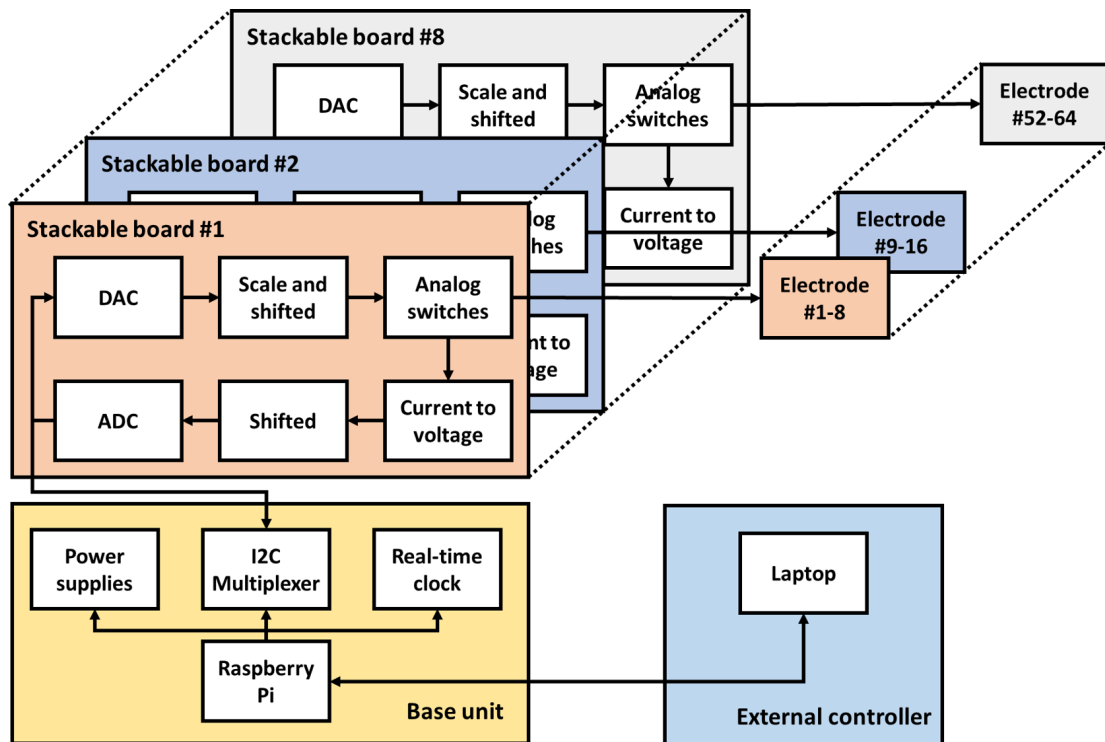 Stackable board #8
DAC
Scale and
shifted
Analog
switches
Electrode
#52-64
Current to
voltage
Stackable board #2
Electrode
#9-16
Stackable board #1
DAC
Scale and
shifted
Analog
switches
Electrode
#1-8
ADC
Shifted
Current to
voltage
Power
supplies
I2C
Multiplexer
Real-time
clock
Laptop
Raspberry
Pi
Base unit
External controller